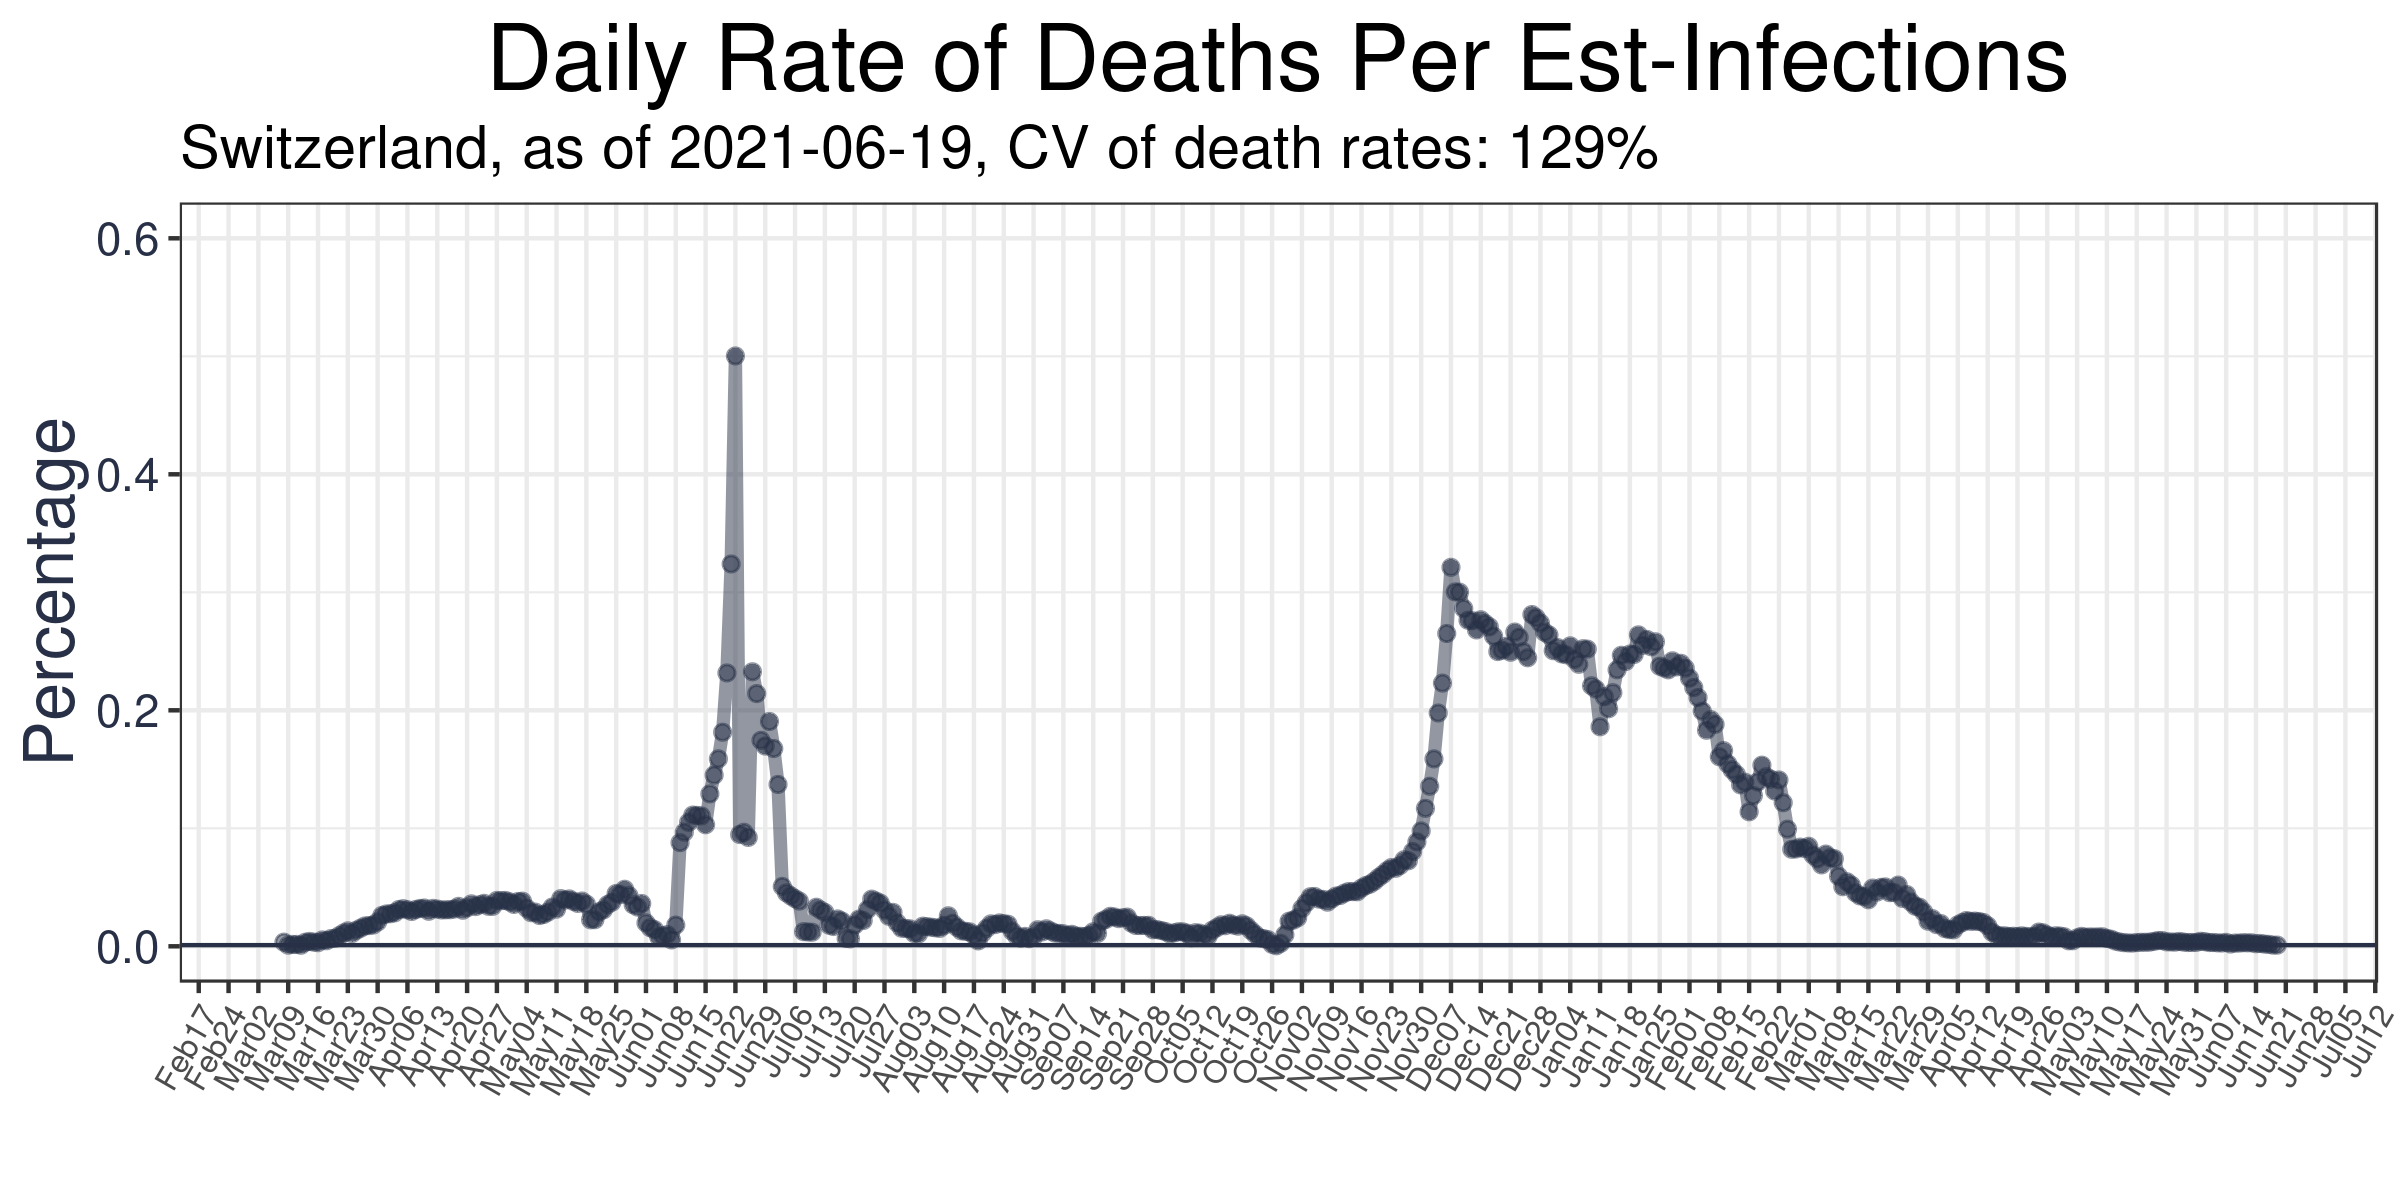 Daily Rate of Deaths Per Est-Infections
Switzerland, as of 2021-06-19, CV of death rates: 129%
Percentage
0.6
0.4
0.2
0.0
Feb17
Feb24
Mar02
Mar09
Mar16
Mar23
Mar30
Apr06
Apr13
Apr20
Apr27
May04
May11
May18
May25
Jun01
Jun08
Jun15
Jun22
Jun29
Jul06
Jul13
Jul20
Jul27
Aug03
Aug10
Aug17
Aug24
Aug31
Sep07
Sep14
Sep21
Sep28
Oct05
Oct12
Oct19
Oct26
Nov02
Nov09
Nov16
Nov23
Nov30
Dec07
Dec14
Dec21
Dec28
Jan04
Jan11
Jan18
Jan25
Feb01
Feb08
Feb15
Feb22
Mar01
Mar08
Mar15
Mar22
Mar29
Apr05
Apr12
Apr19
Apr26
May03
May10
May17
May24
May31
Jun07
Jun14
Jun21
Jun28
Jul05
Jul12